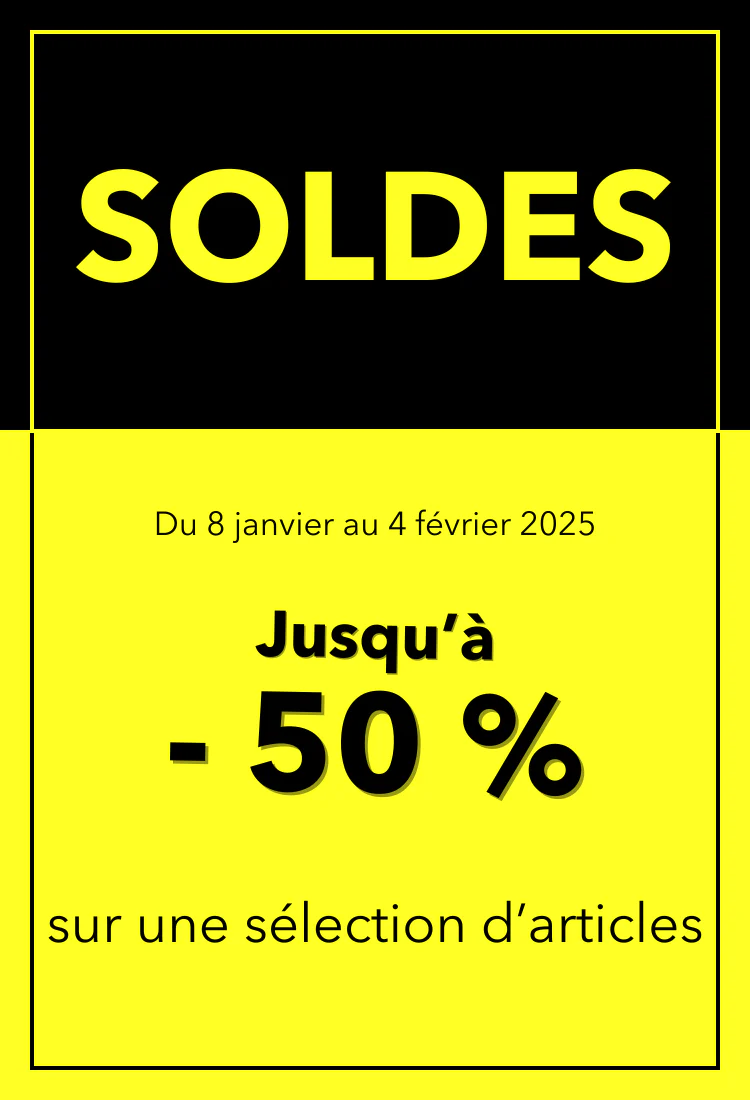 SOLDES
Du 8 janvier au 4 février 2025
Jusqu’à
- 50 %
sur une sélection d’articles